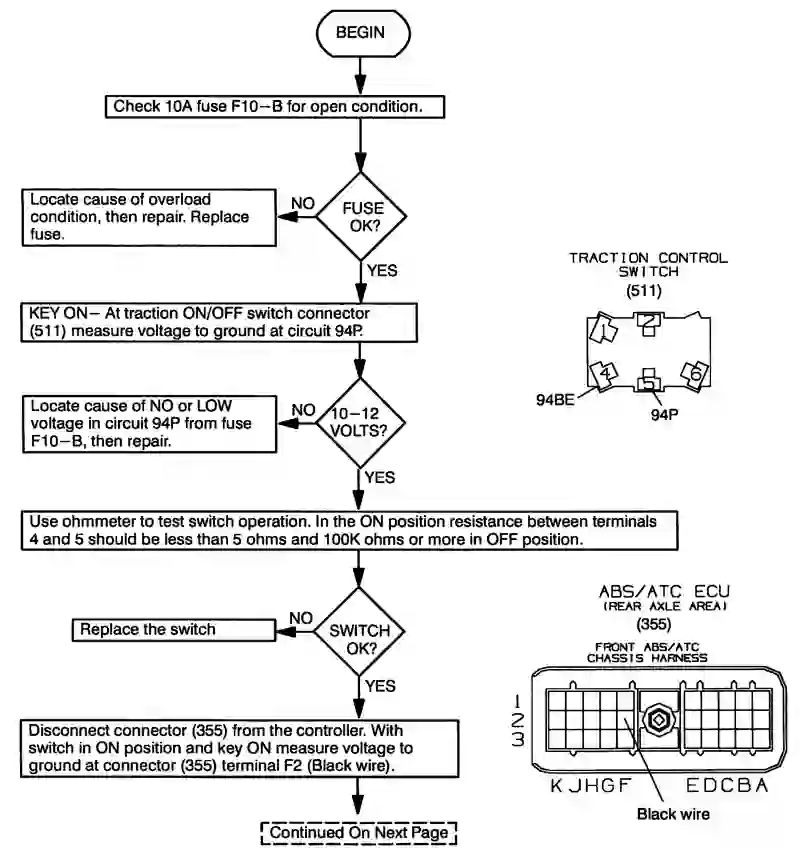 BEGIN
Check 10A fuse F10−B for open condition.
Locate cause of overload
condition, then repair. Replace
fuse.
NO
FUSE
OK?
YES
KEY ON− At traction ON/OFF switch connector
(511) measure voltage to ground at circuit 94P.
Locate cause of NO or LOW
voltage in circuit 94P from fuse
F10−B, then repair.
NO
10−12
VOLTS?
YES
Use ohmmeter to test switch operation. In the ON position resistance between terminals
4 and 5 should be less than 5 ohms and 100K ohms or more in OFF position.
Replace the switch
NO
SWITCH
OK?
YES
Disconnect connector (355) from the controller. With
switch in ON position and key ON measure voltage to
ground at connector (355) terminal F2 (Black wire).
Continued On Next Page
TRACTION CONTROL
SWITCH
(511)
1
2
4
5
6
94BE
94P
ABS/ATC ECU
(REAR AXLE AREA)
(355)
FRONT ABS/ATC
CHASSIS HARNESS
1
2
3
K J H G F
E D C B A
Black wire